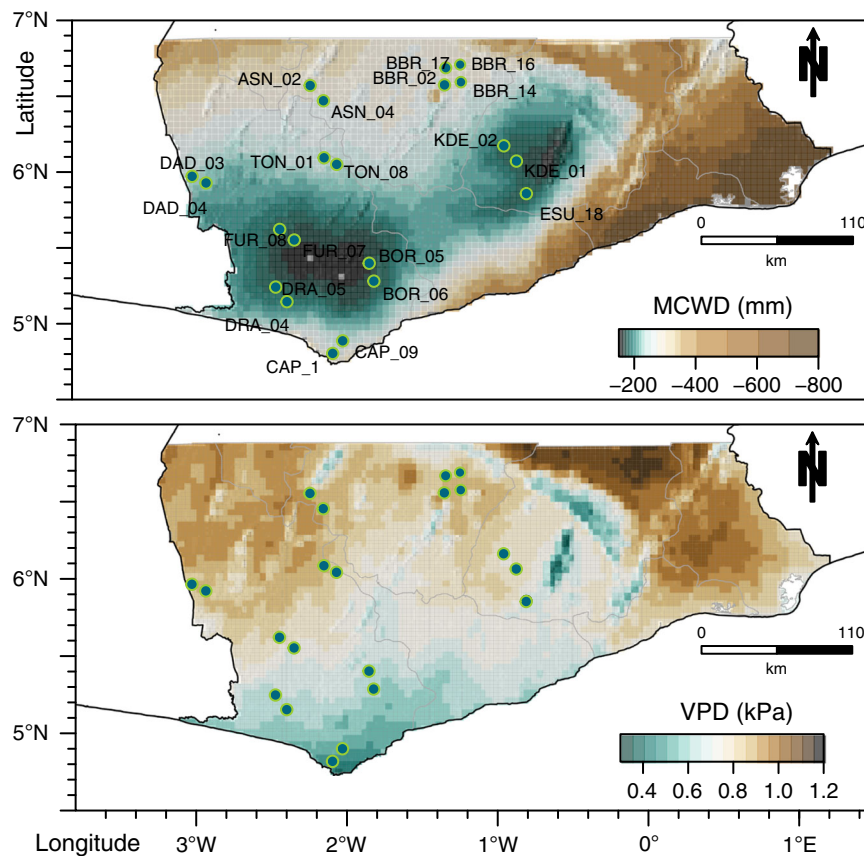 7°N
6°N
5°N
Latitude
ASN_02
ASN_04
BBR_17
BBR_16
BBR_02
BBR_14
KDE_02
KDE_01
ESU_18
DAD_03
DAD_04
TON_01
TON_08
FUR_08
FUR_07
BOR_05
BOR_06
DRA_05
DRA_04
CAP_09
CAP_1
N
0
110
km
MCWD (mm)
−200
−400
−600
−800
7°N
6°N
5°N
N
0
110
km
VPD (kPa)
0.4
0.6
0.8
1.0
1.2
Longitude
3°W
2°W
1°W
0°
1°E